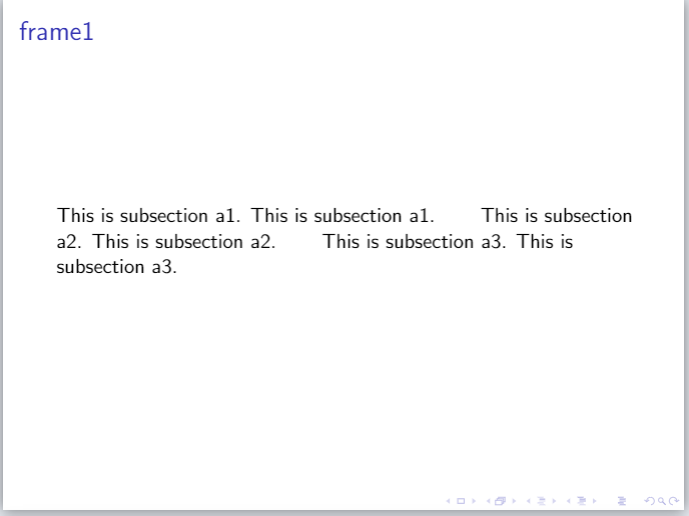 frame1
This is subsection a1. This is subsection a1. This is subsection
a2. This is subsection a2. This is subsection a3. This is
subsection a3.